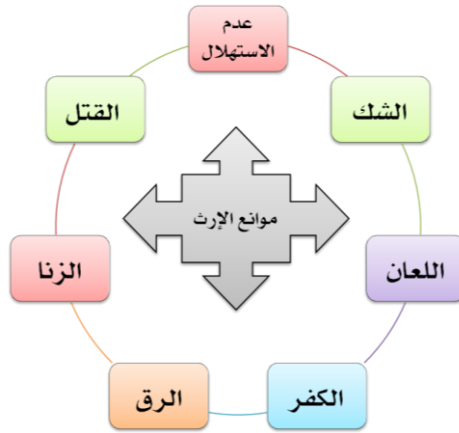 عدم
الاستهلال
الشك
اللعان
الكفر
الرق
الزنا
القتل
موانع الإرث